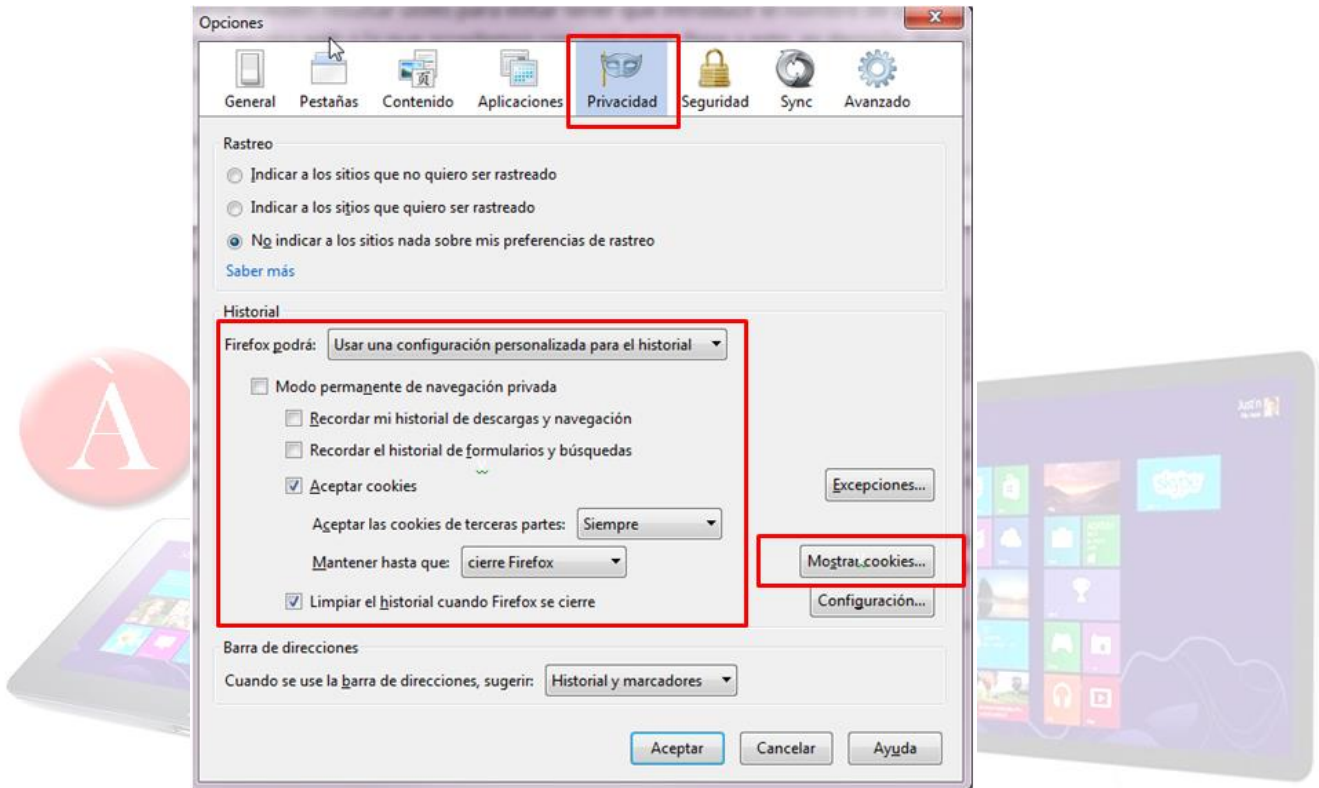 Opciones
General Pestañas Contenido Aplicaciones Privacidad Seguridad Sync Avanzado
Rastreo
Indicar a los sitios que no quiero ser rastreado
Indicar a los sitios que quiero ser rastreado
No indicar a los sitios nada sobre mis preferencias de rastreo
Saber más
Historial
Firefox podrá: Usar una configuración personalizada para el historial
Modo permanente de navegación privada
Recordar mi historial de descargas y navegación
Recordar el historial de formularios y búsquedas
Aceptar cookies Excepciones...
Aceptar las cookies de terceras partes: Siempre
Mantener hasta que: cierre Firefox Mostrar cookies...
Limpiar el historial cuando Firefox se cierre Configuración...
Barra de direcciones
Cuando se use la barra de direcciones, sugerir: Historial y marcadores
Aceptar Cancelar Ayuda
À
Skype